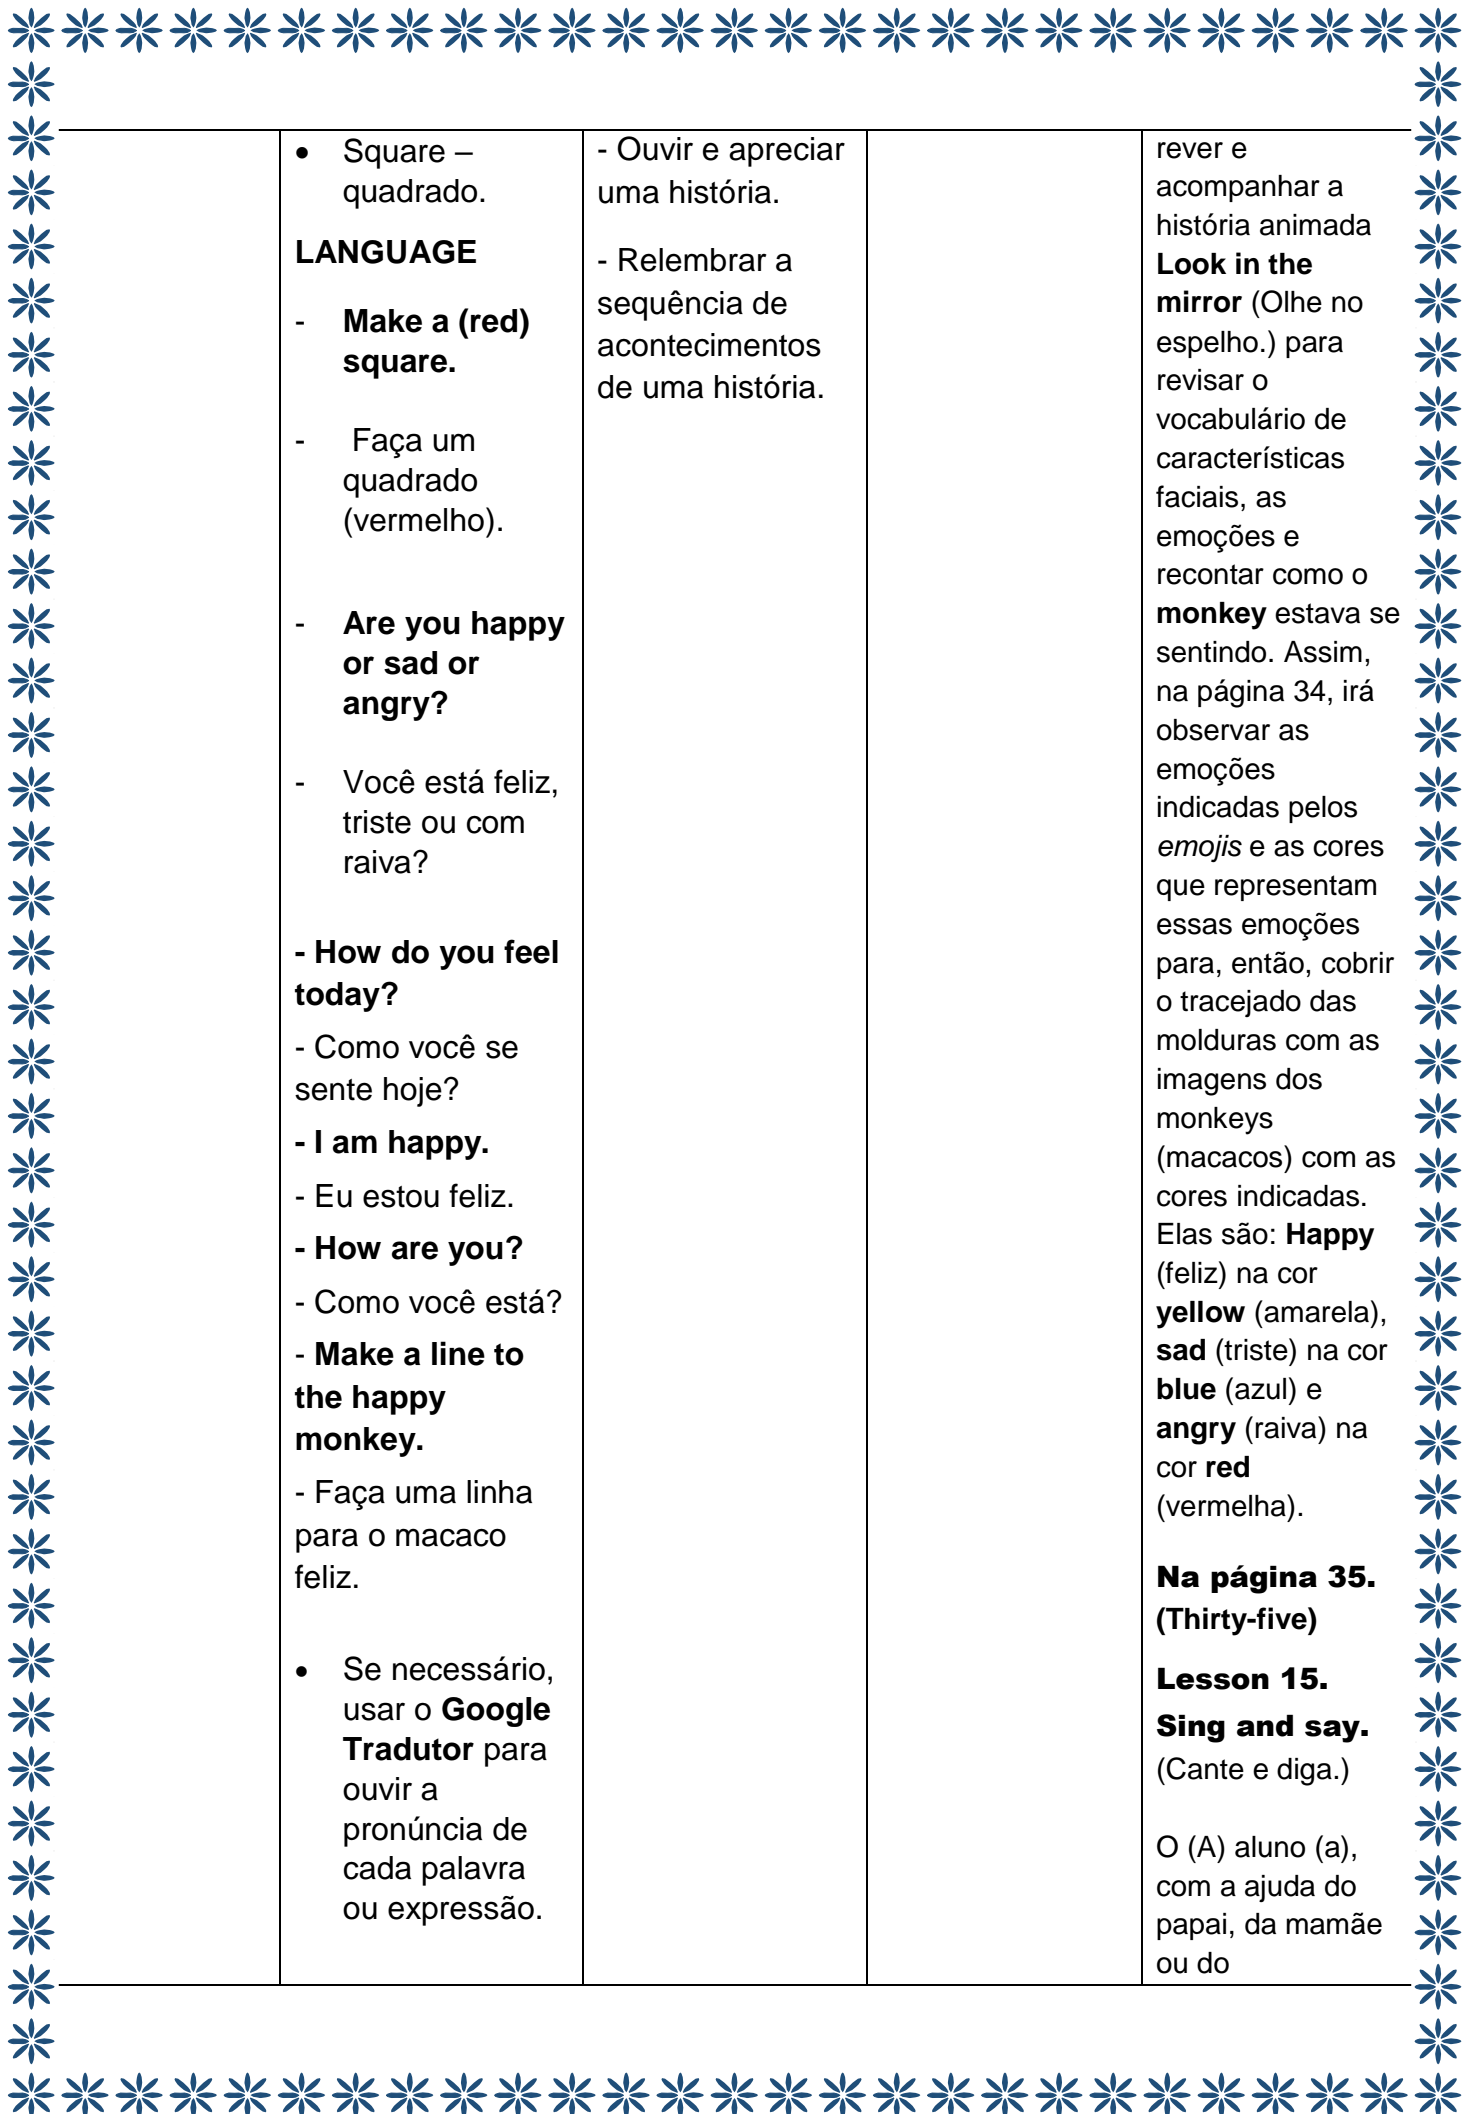 • Square –
quadrado.
LANGUAGE
- Make a (red)
square.
- Faça um
quadrado
(vermelho).
- Are you happy
or sad or
angry?
- Você está feliz,
triste ou com
raiva?
- How do you feel
today?
- Como você se
sente hoje?
- I am happy.
- Eu estou feliz.
- How are you?
- Como você está?
- Make a line to
the happy
monkey.
- Faça uma linha
para o macaco
feliz.
• Se necessário,
usar o Google
Tradutor para
ouvir a
pronúncia de
cada palavra
ou expressão.
- Ouvir e apreciar
uma história.
- Relembrar a
sequência de
acontecimentos
de uma história.
rever e
acompanhar a
história animada
Look in the
mirror (Olhe no
espelho.) para
revisar o
vocabulário de
características
faciais, as
emoções e
recontar como o
monkey estava se
sentindo. Assim,
na página 34, irá
observar as
emoções
indicadas pelos
emojis e as cores
que representam
essas emoções
para, então, cobrir
o tracejado das
molduras com as
imagens dos
monkeys
(macacos) com as
cores indicadas.
Elas são: Happy
(feliz) na cor
yellow (amarela),
sad (triste) na cor
blue (azul) e
angry (raiva) na
cor red
(vermelha).
Na página 35.
(Thirty-five)
Lesson 15.
Sing and say.
(Cante e diga.)
O (A) aluno (a),
com a ajuda do
papai, da mamãe
ou do